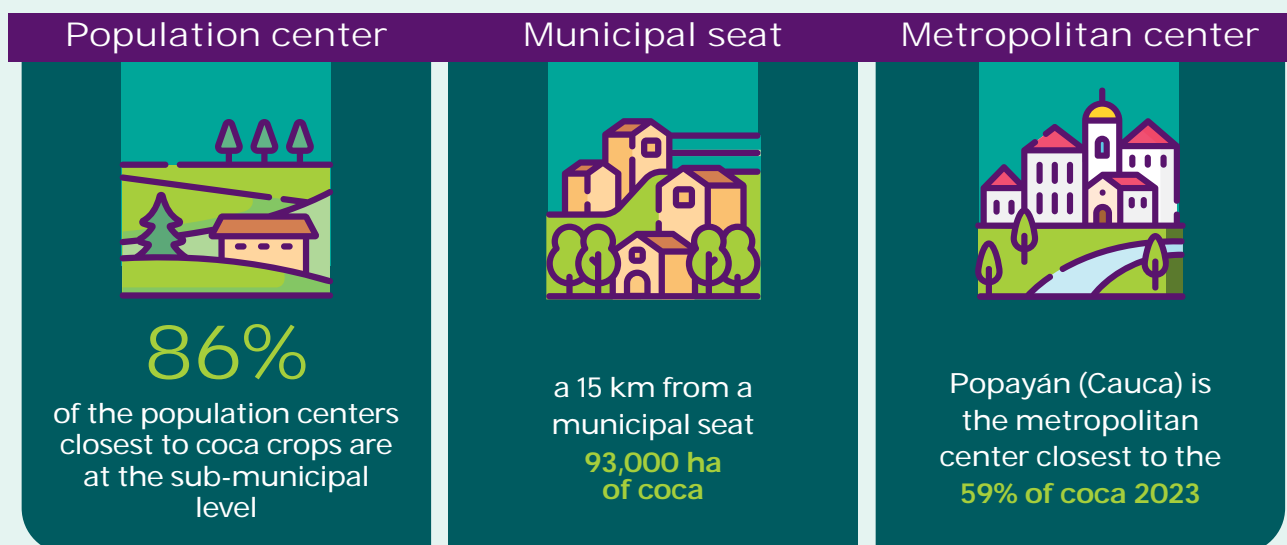 Population center
86%
of the population centers
closest to coca crops are
at the sub-municipal
level
Municipal seat
a 15 km from a
municipal seat
93,000 ha
of coca
Metropolitan center
Popayán (Cauca) is
the metropolitan
center closest to the
59% of coca 2023